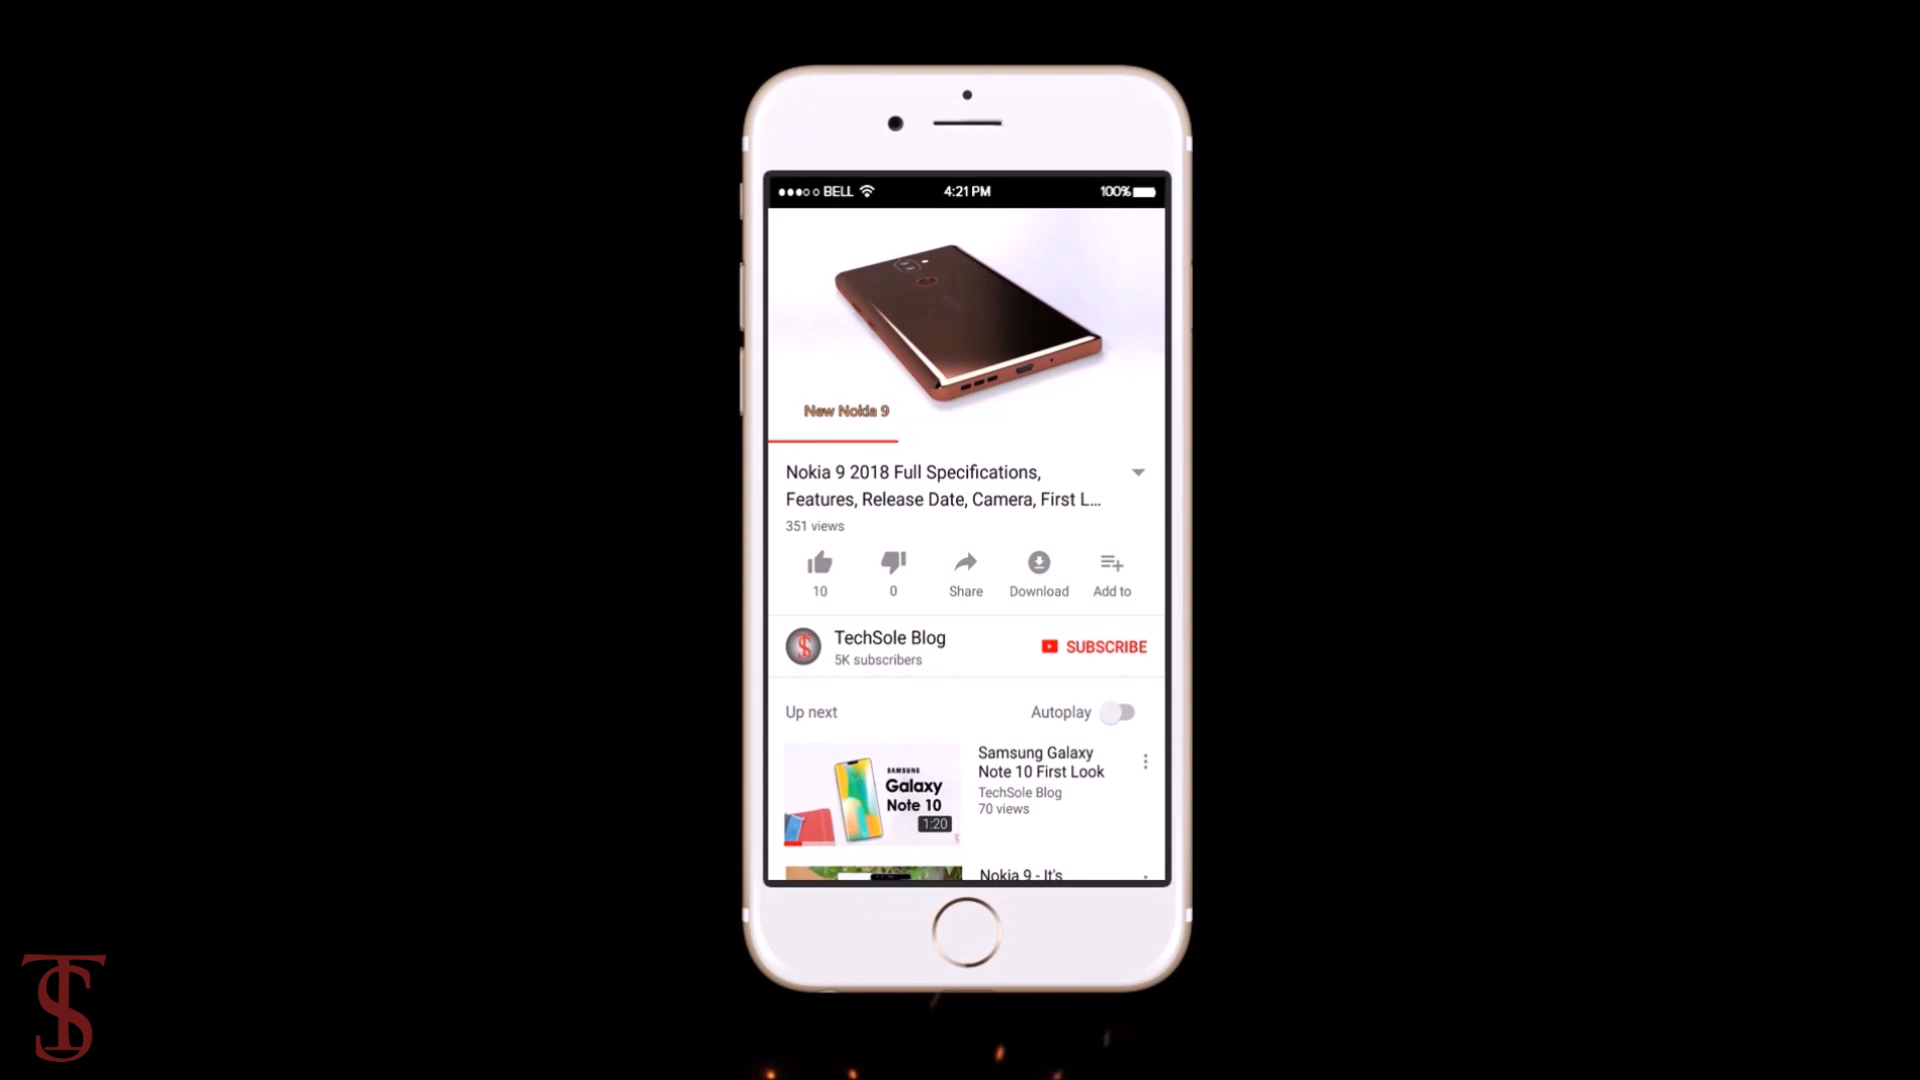 BELL
4:21 PM
100%
New Nokia 9
Nokia 9 2018 Full Specifications,
Features, Release Date, Camera, First L...
351 views
10
0
Share
Download
Add to
TechSole Blog
5K subscribers
SUBSCRIBE
Up next
Autoplay
SAMSUNG
Galaxy
Note 10
1:20
Samsung Galaxy
Note 10 First Look
TechSole Blog
70 views
Nokia 9 - It's
TS